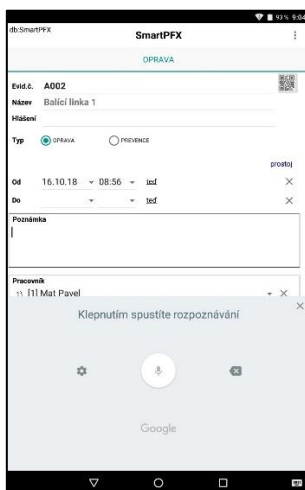 93% 9:04
db:SmartPFX
SmartPFX
OPRAVA
Evid.č. A002
Název Balící linka 1
Hlášení
Typ OPRAVA PREVENCE
prostoj
Od 16.10.18 08:56 teď
Do teď
Poznámka
Pracovník
1) [1] Mat Pavel
Klepnutím spustíte rozpoznávání
Google